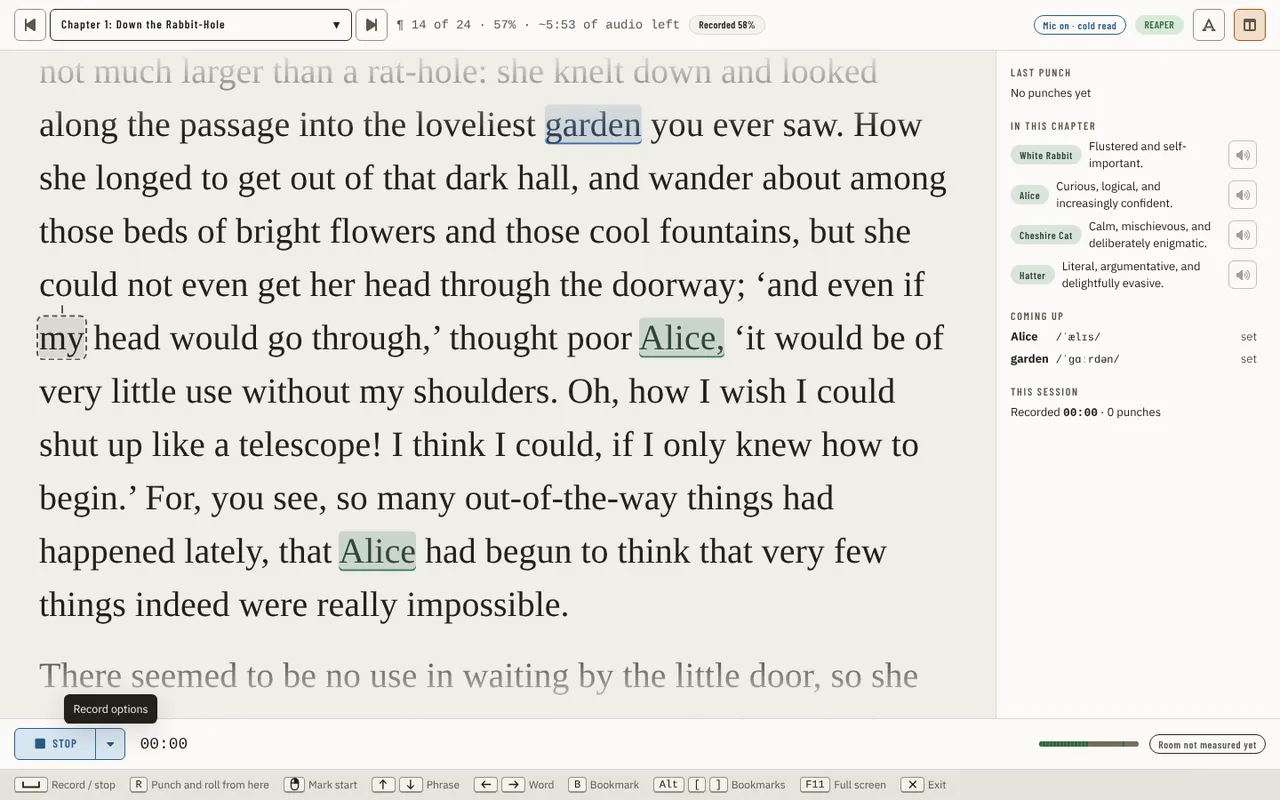 Chapter 1: Down the Rabbit-Hole ▼ ¶ 14 of 24 · 57% · ~5:53 of audio left Recorded 58% Mic on · cold read REAPER A
not much larger than a rat-hole: she knelt down and looked
along the passage into the loveliest garden you ever saw. How
she longed to get out of that dark hall, and wander about among
those beds of bright flowers and those cool fountains, but she
could not even get her head through the doorway; ‘and even if
my head would go through,’ thought poor Alice, ‘it would be of
very little use without my shoulders. Oh, how I wish I could
shut up like a telescope! I think I could, if I only knew how to
begin.’ For, you see, so many out-of-the-way things had
happened lately, that Alice had begun to think that very few
things indeed were really impossible.
There seemed to be no use in waiting by the little door, so she
LAST PUNCH
No punches yet
IN THIS CHAPTER
White Rabbit Flustered and self-
important.
Alice Curious, logical, and
increasingly confident.
Cheshire Cat Calm, mischievous, and
deliberately enigmatic.
Hatter Literal, argumentative, and
delightfully evasive.
COMING UP
Alice /ˈælɪs/ set
garden /ˈɡɑːrdən/ set
THIS SESSION
Recorded 00:00 · 0 punches
Record options
STOP 00:00 Room not measured yet
Record / stop R Punch and roll from here Mark start ↑ ↓ Phrase ← → Word B Bookmark Alt [ ] Bookmarks F11 Full screen ✕ Exit